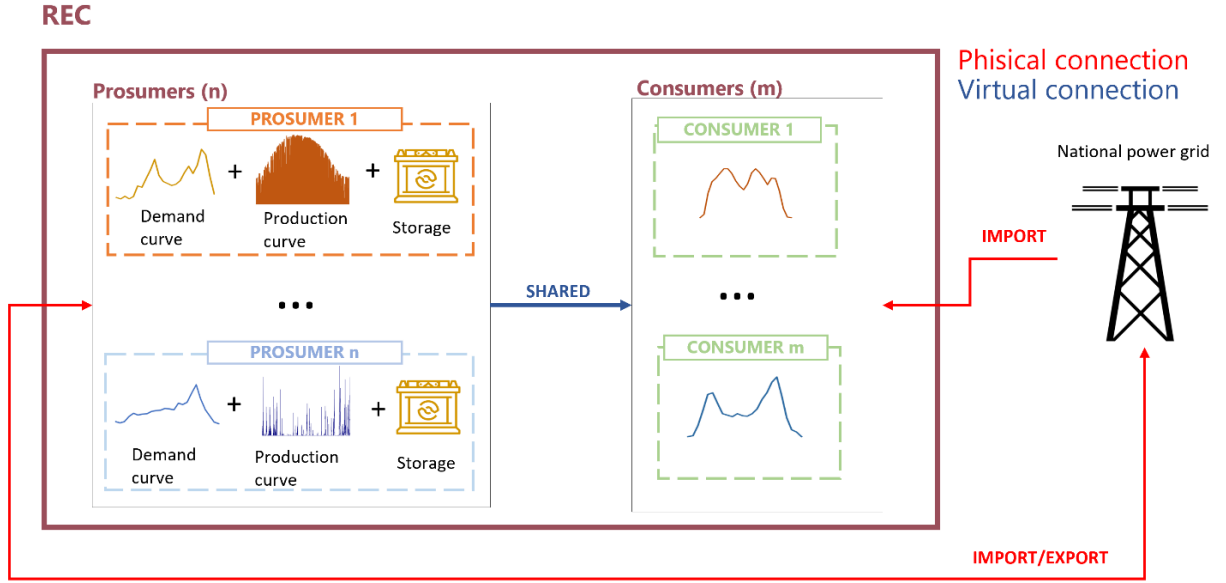 REC
Phisical connection
Virtual connection
Prosumers (n)
Consumers (m)
PROSUMER 1
CONSUMER 1
National power grid
+
+
Demand
curve
Production
curve
Storage
IMPORT
...
SHARED
...
PROSUMER n
CONSUMER m
+
+
Demand
curve
Production
curve
Storage
IMPORT/EXPORT